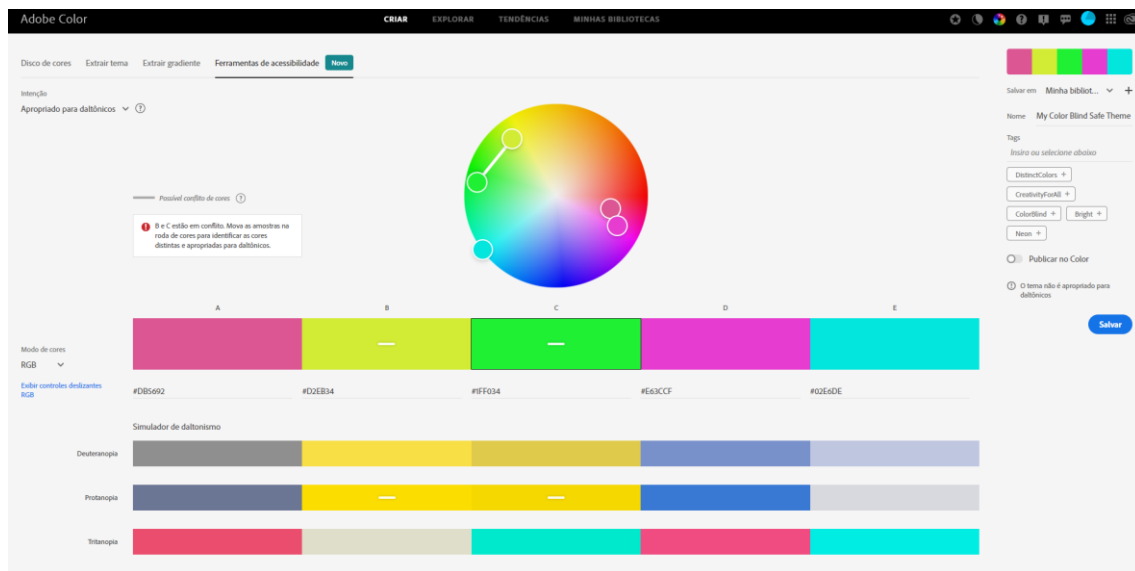 Adobe Color
CRIAR EXPLORAR TENDÊNCIAS MINHAS BIBLIOTECAS
Disco de cores Extrair tema Extrair gradiente Ferramentas de acessibilidade Novo
Intenção
Apropriado para daltônicos
Possível conflito de cores
B e C estão em conflito. Mova as amostras na
roda de cores para identificar as cores
distintas e apropriadas para daltônicos.
A B C D E
Modo de cores
RGB
Exibir controles deslizantes
RGB
#DB5692 #D2EB34 #1FF034 #E63CCF #02E6DE
Simulador de daltonismo
Deuteranopia
Protanopia
Tritanopia
Salvar em Minha bibliot...
Nome My Color Blind Safe Theme
Tags
Insira ou selecione abaixo
DistinctColors +
CreativityForAll +
ColorBlind + Bright +
Neon +
Publicar no Color
O tema não é apropriado para
daltônicos
Salvar